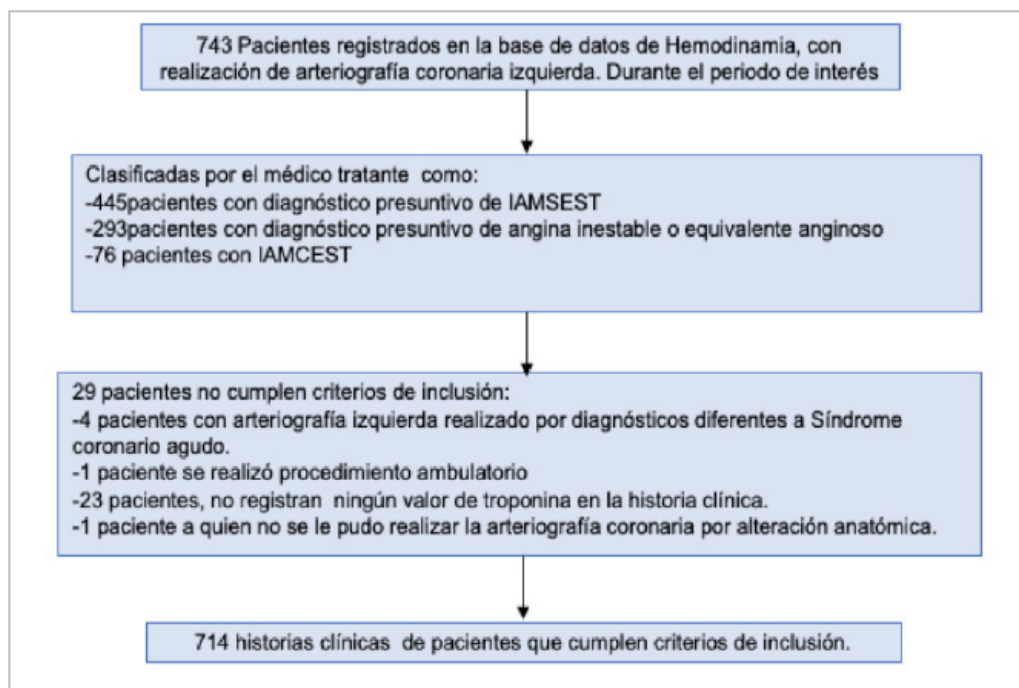 743 Pacientes registrados en la base de datos de Hemodinamia, con
realización de arteriografía coronaria izquierda. Durante el periodo de interés
Clasificadas por el médico tratante como:
-445pacientes con diagnóstico presuntivo de IAMSEST
-293pacientes con diagnóstico presuntivo de angina inestable o equivalente anginoso
-76 pacientes con IAMCEST
29 pacientes no cumplen criterios de inclusión:
-4 pacientes con arteriografía izquierda realizado por diagnósticos diferentes a Síndrome
coronario agudo.
-1 paciente se realizó procedimiento ambulatorio
-23 pacientes, no registran ningún valor de troponina en la historia clínica.
-1 paciente a quien no se le pudo realizar la arteriografía coronaria por alteración anatómica.
714 historias clínicas de pacientes que cumplen criterios de inclusión.